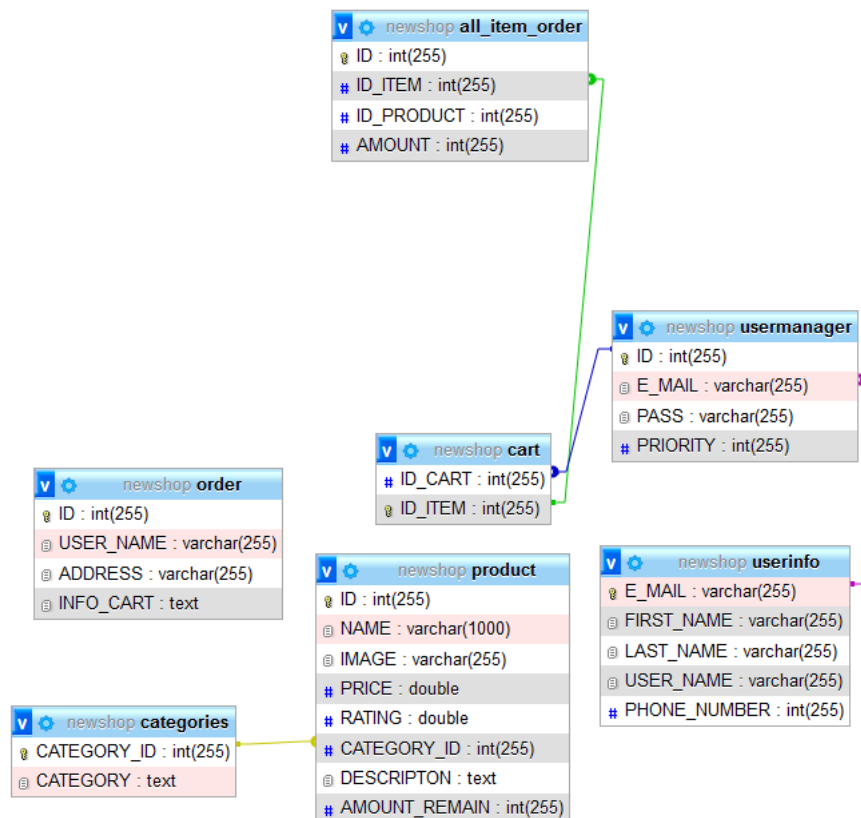 v newshop all_item_order
ID : int(255)
# ID_ITEM : int(255)
# ID_PRODUCT : int(255)
# AMOUNT : int(255)
v newshop usermanager
ID : int(255)
E_MAIL : varchar(255)
PASS : varchar(255)
# PRIORITY : int(255)
v newshop cart
# ID_CART : int(255)
ID_ITEM : int(255)
v newshop order
ID : int(255)
USER_NAME : varchar(255)
ADDRESS : varchar(255)
INFO_CART : text
v newshop product
ID : int(255)
NAME : varchar(1000)
IMAGE : varchar(255)
# PRICE : double
# RATING : double
# CATEGORY_ID : int(255)
DESCRIPTON : text
# AMOUNT_REMAIN : int(255)
v newshop userinfo
E_MAIL : varchar(255)
FIRST_NAME : varchar(255)
LAST_NAME : varchar(255)
USER_NAME : varchar(255)
# PHONE_NUMBER : int(255)
v newshop categories
CATEGORY_ID : int(255)
CATEGORY : text